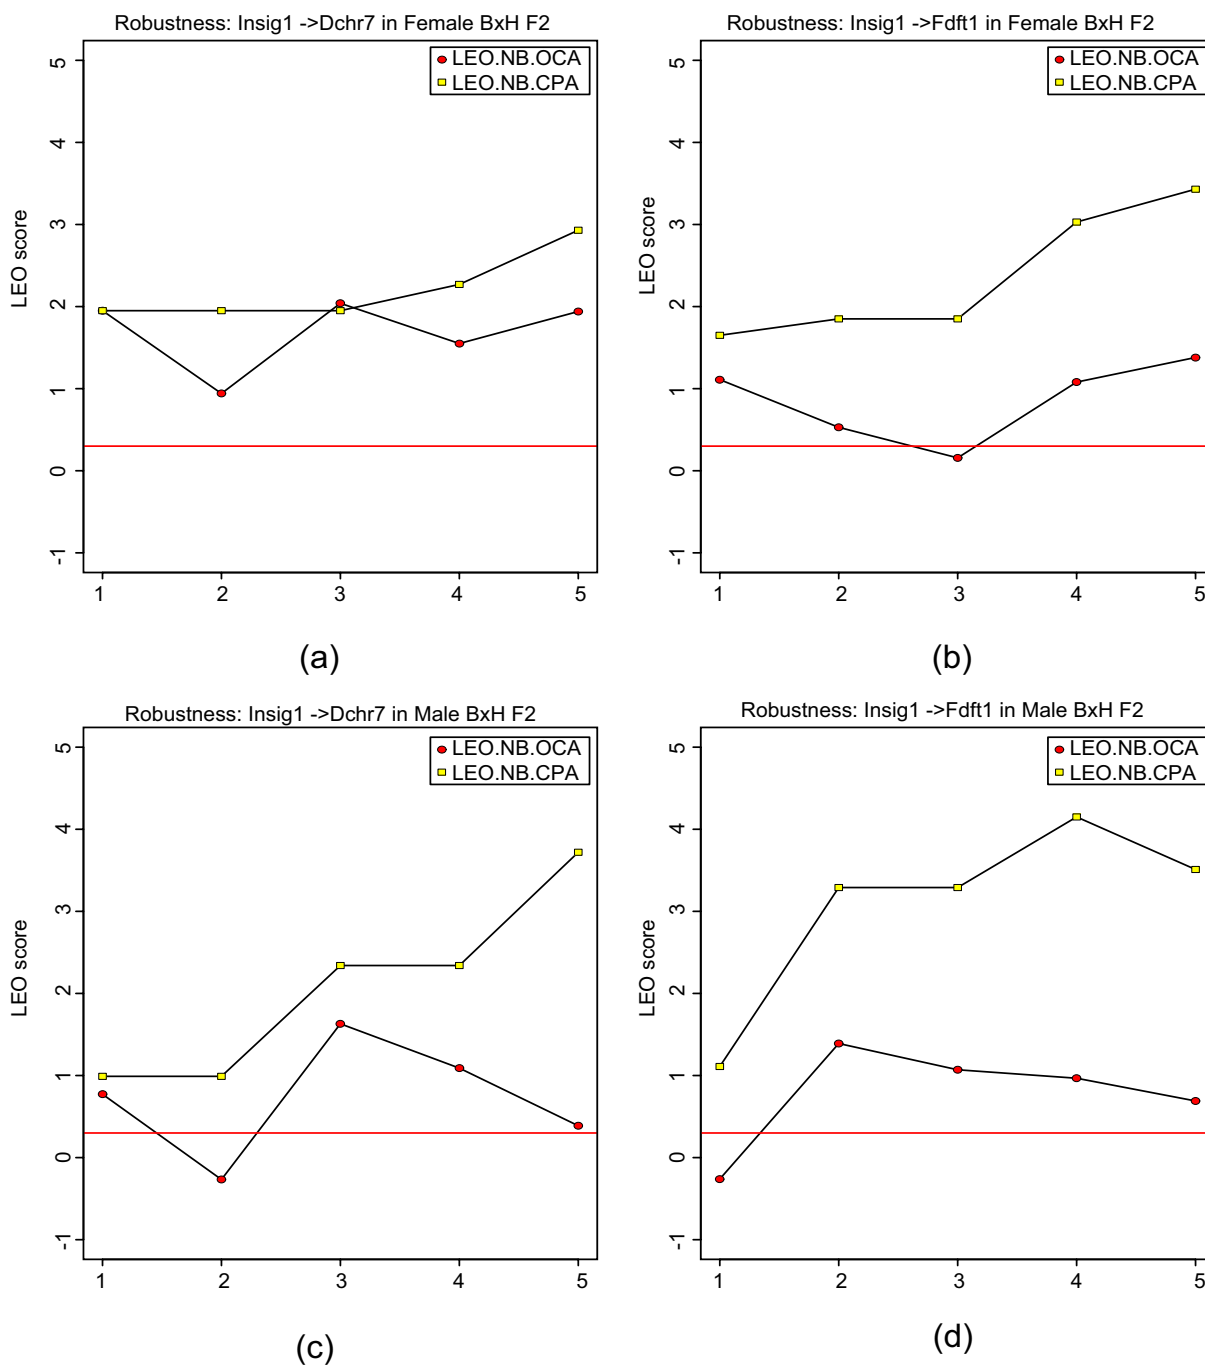 Robustness: Insig1 ->Dchr7 in Female BxH F2
LEO.NB.OCA
LEO.NB.CPA
LEO score
5
4
3
2
1
0
-1
1 2 3 4 5
(a)
Robustness: Insig1 ->Fdft1 in Female BxH F2
LEO.NB.OCA
LEO.NB.CPA
LEO score
5
4
3
2
1
0
-1
1 2 3 4 5
(b)
Robustness: Insig1 ->Dchr7 in Male BxH F2
LEO.NB.OCA
LEO.NB.CPA
LEO score
5
4
3
2
1
0
-1
1 2 3 4 5
(c)
Robustness: Insig1 ->Fdft1 in Male BxH F2
LEO.NB.OCA
LEO.NB.CPA
LEO score
5
4
3
2
1
0
-1
1 2 3 4 5
(d)